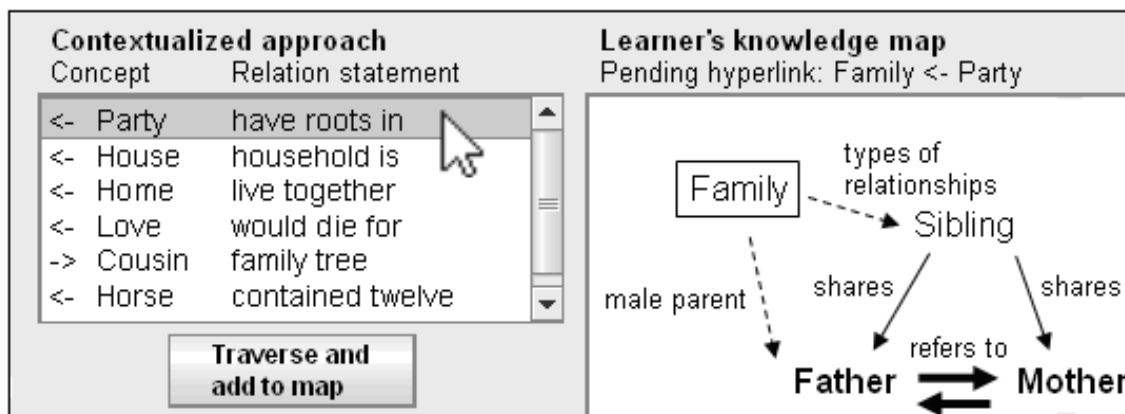 Contextualized approach
Concept Relation statement
<- Party have roots in
<- House household is
<- Home live together
<- Love would die for
-> Cousin family tree
<- Horse contained twelve
Traverse and
add to map
Learner's knowledge map
Pending hyperlink: Family <- Party
types of
relationships
Family
Sibling
male parent
shares
shares
refers to
Father
Mother